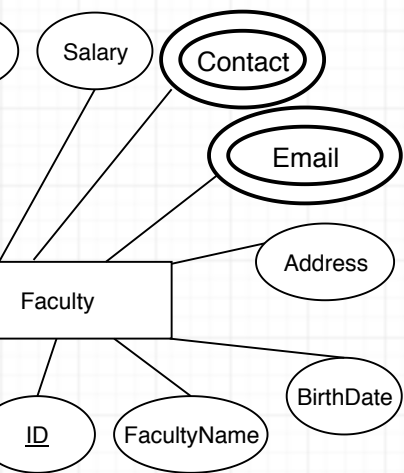 Salary
Contact
Email
Address
Faculty
BirthDate
ID
FacultyName